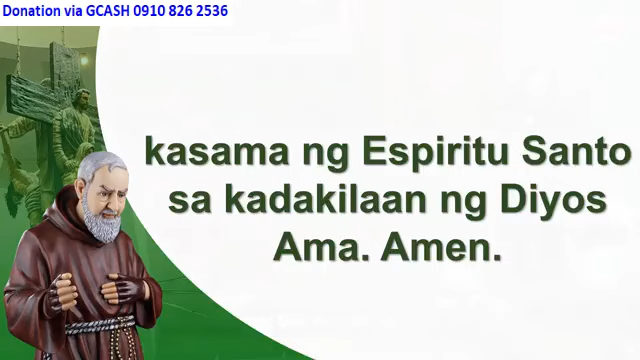 Donation via GCASH 0910 826 2536
kasama ng Espiritu Santo
sa kadakilaan ng Diyos
Ama. Amen.